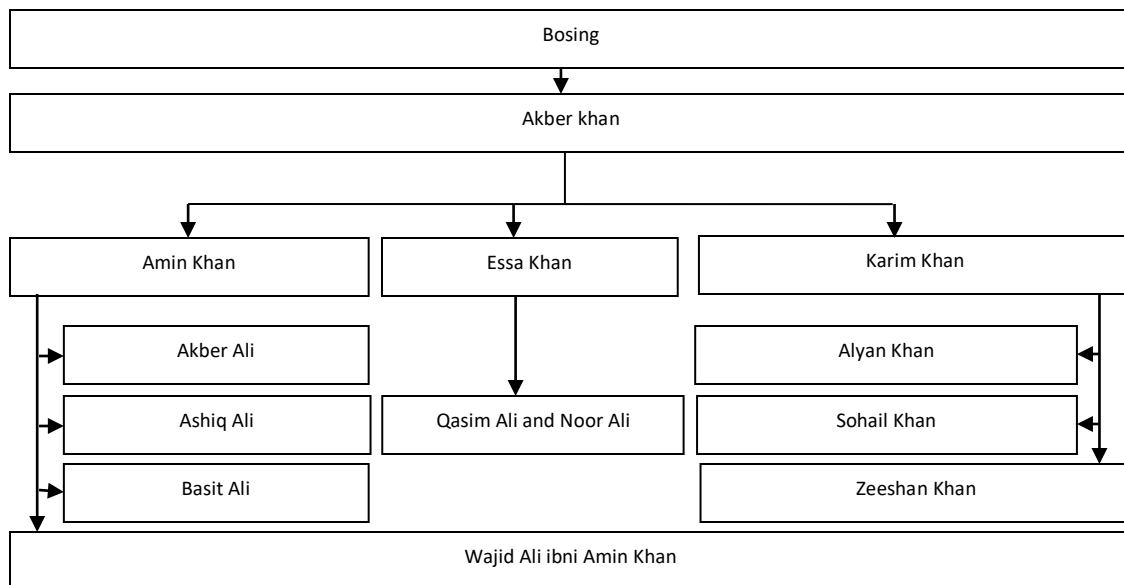 Bosing
Akber khan
Amin Khan
Essa Khan
Karim Khan
Akber Ali
Alyan Khan
Ashiq Ali
Qasim Ali and Noor Ali
Sohail Khan
Basit Ali
Zeeshan Khan
Wajid Ali ibni Amin Khan